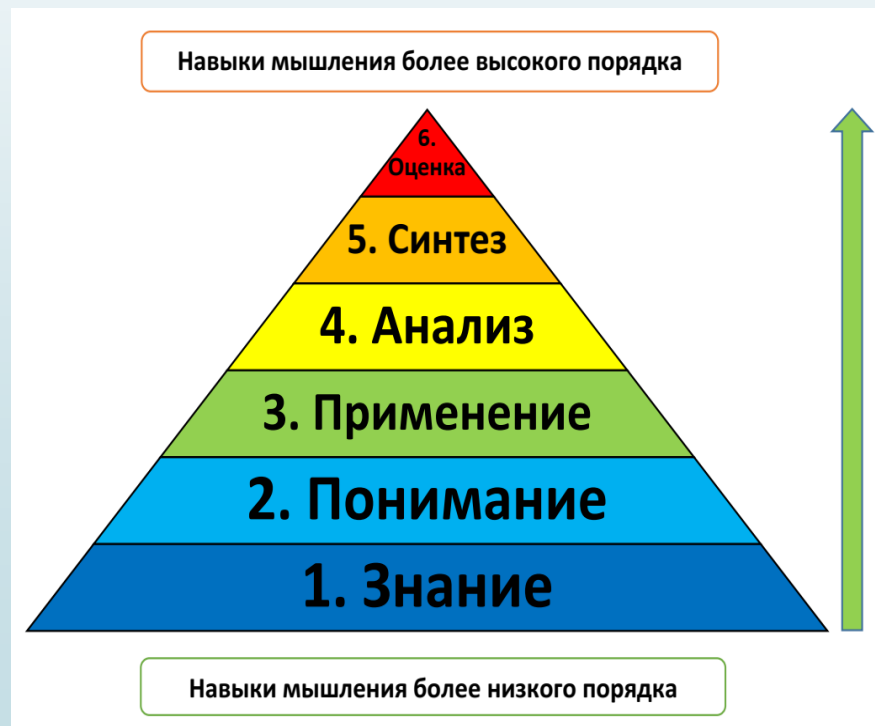 Навыки мышления более высокого порядка
6.
Оценка
5. Синтез
4. Анализ
3. Применение
2. Понимание
1. Знание
Навыки мышления более низкого порядка